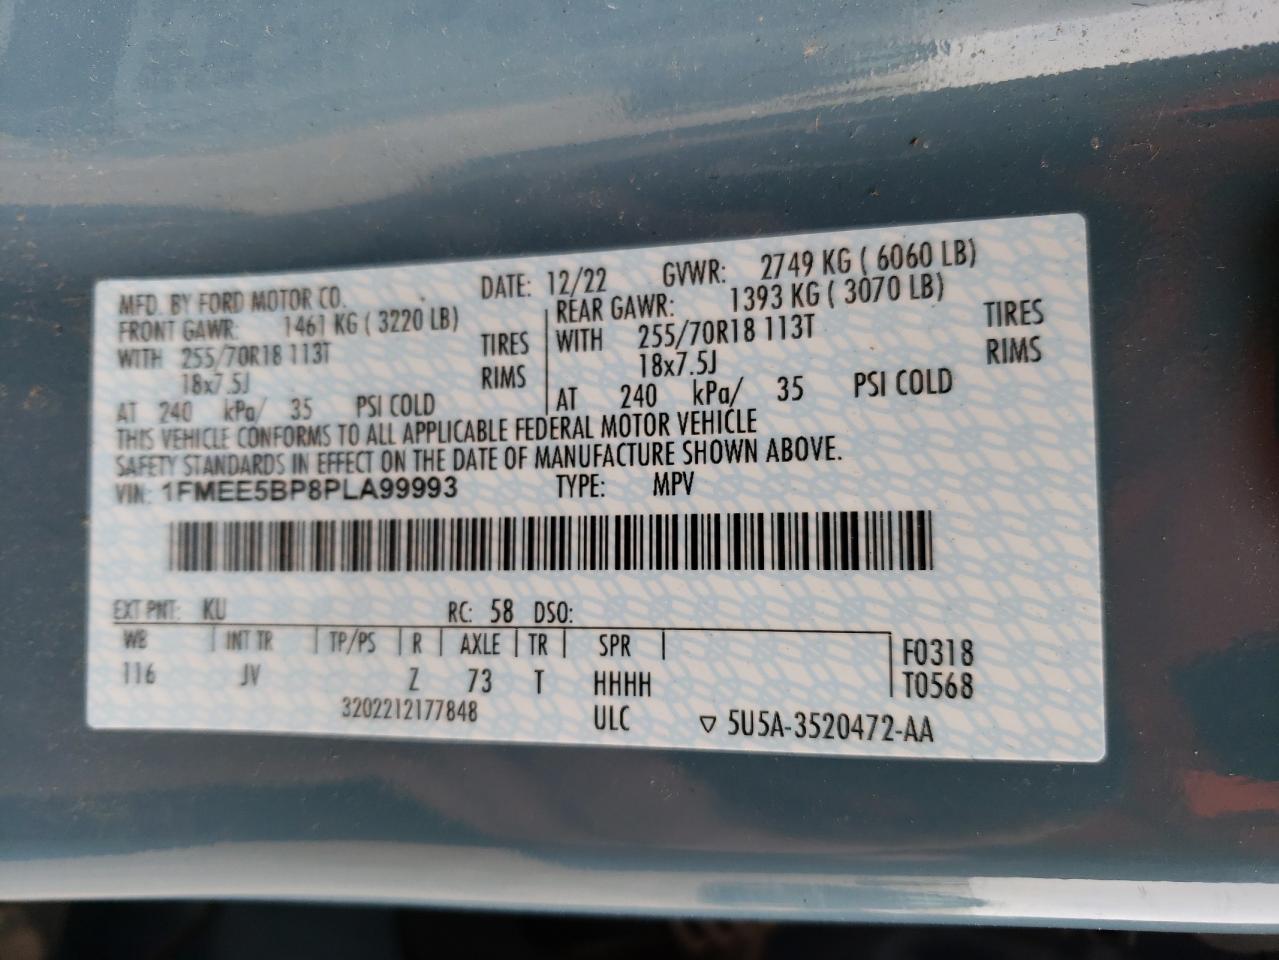 MFD. BY FORD MOTOR CO. DATE: 12/22 GVWR: 2749 KG ( 6060 LB)
FRONT GAWR: 1461 KG ( 3220 LB) REAR GAWR: 1393 KG ( 3070 LB)
WITH 255/70R18 113T TIRES WITH 255/70R18 113T TIRES
18x7.5J RIMS 18x7.5J RIMS
AT 240 kPa/ 35 PSI COLD AT 240 kPa/ 35 PSI COLD
THIS VEHICLE CONFORMS TO ALL APPLICABLE FEDERAL MOTOR VEHICLE
SAFETY STANDARDS IN EFFECT ON THE DATE OF MANUFACTURE SHOWN ABOVE.
VIN: 1FMEE5BP8PLA99993 TYPE: MPV
EXT PNT: KU RC: 58 DSO:
WB INT TR TP/PS R AXLE TR SPR F0318
116 JV Z 73 T HHHH T0568
3202212177848 ULC ▽ 5U5A-3520472-AA